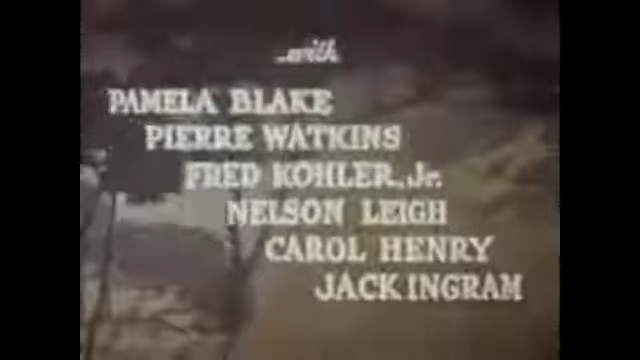 ...with
PAMELA BLAKE
PIERRE WATKINS
FRED KOHLER, Jr.
NELSON LEIGH
CAROL HENRY
JACK INGRAM